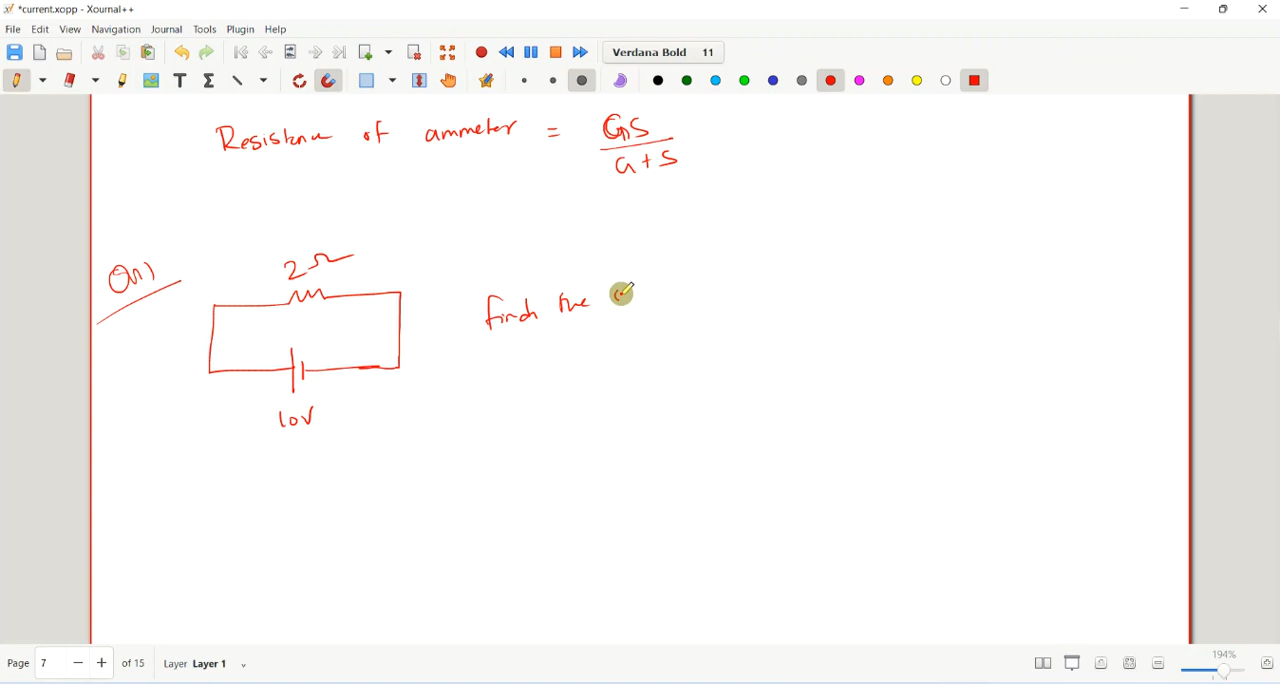 *current.xopp - Xournal++
File Edit View Navigation Journal Tools Plugin Help
Verdana Bold 11
Resistance of ammeter = GS
G+S
Qn)
2Ω
find the
10V
Page 7 of 15 Layer Layer 1
194%